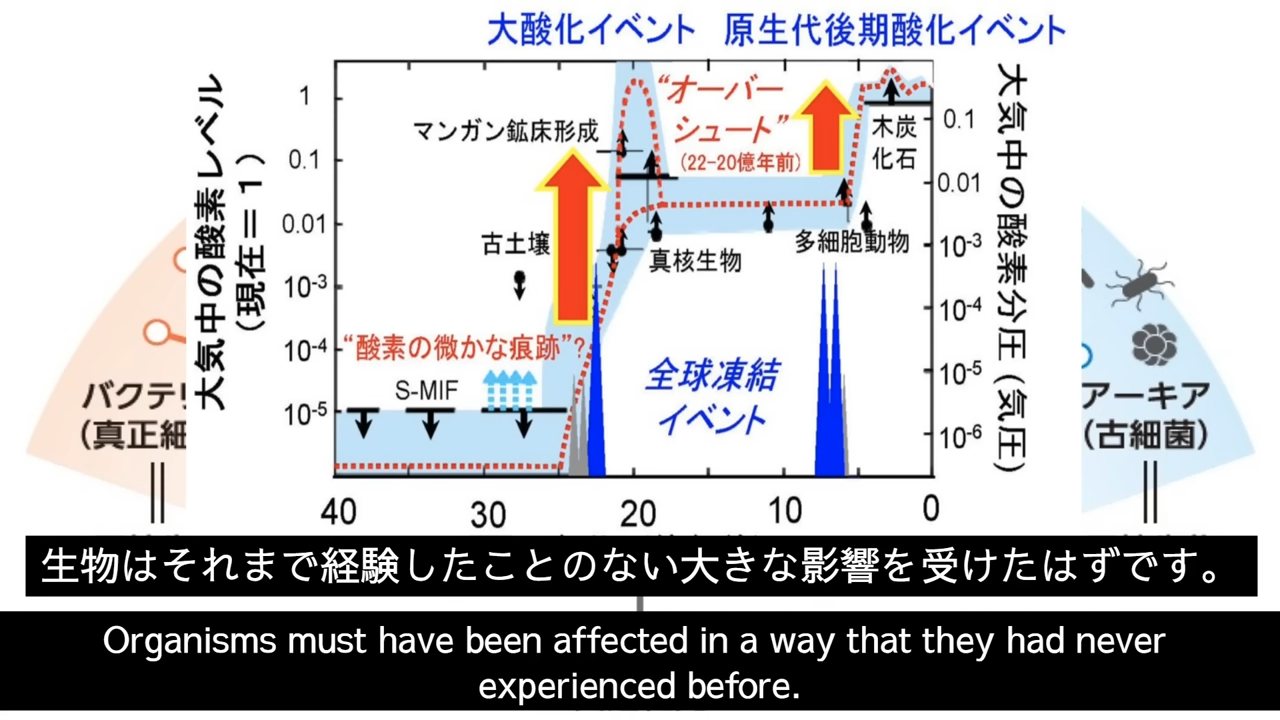 大酸化イベント 原生代後期酸化イベント
大気中の酸素レベル
(現在=1)
1
0.1
0.01
10-3
10-4
10-5
マンガン鉱床形成
"オーバー
シュート"
(22-20億年前)
木炭
化石
古土壌
真核生物
多細胞動物
"酸素の微かな痕跡"?
S-MIF
全球凍結
イベント
0.1
0.01
10-3
10-4
10-5
10-6
大気中の酸素分圧(気圧)
40 30 20 10 0
バクテリ
(真正細
アーキア
(古細菌)
生物はそれまで経験したことのない大きな影響を受けたはずです。
Organisms must have been affected in a way that they had never
experienced before.